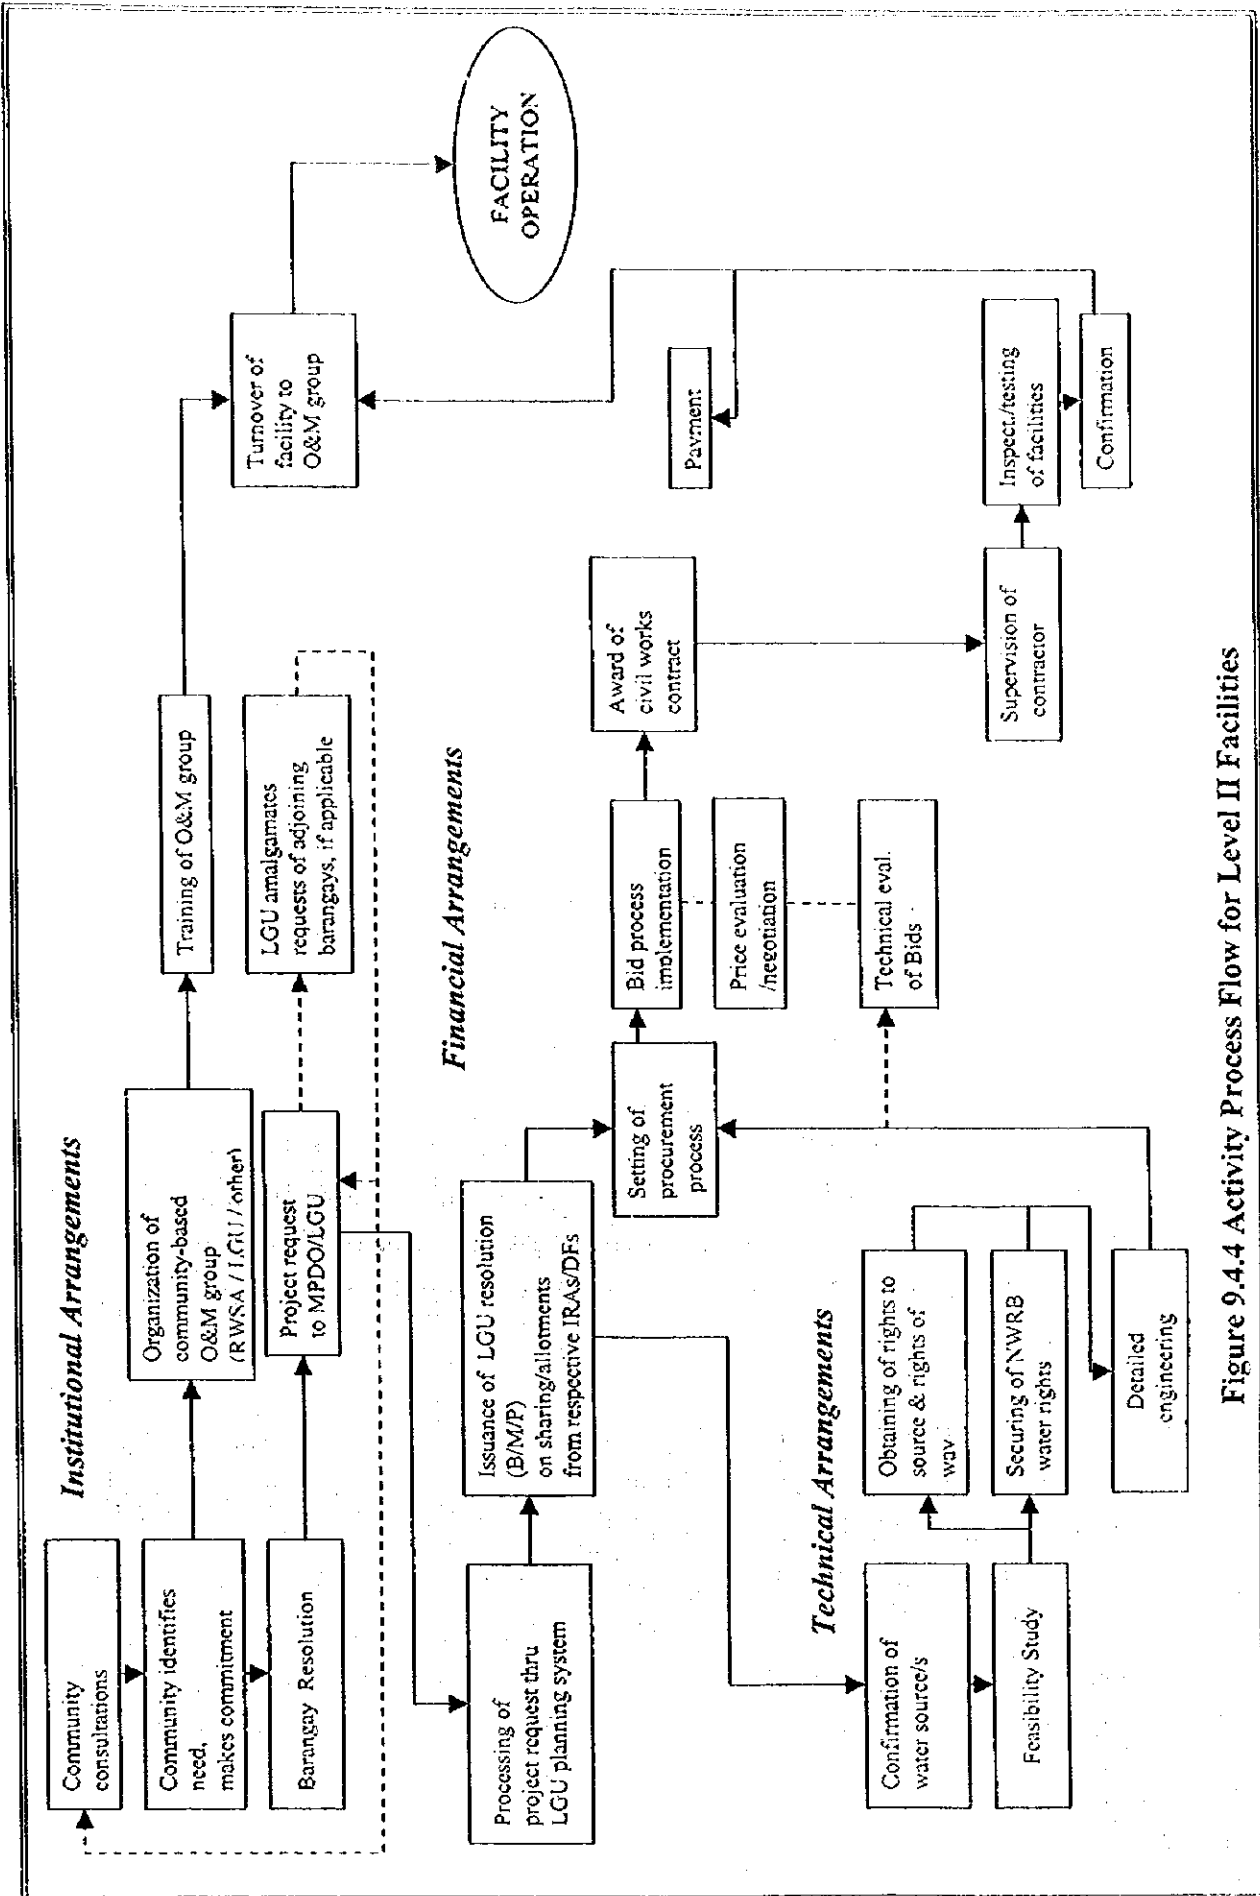 Institutional Arrangements
Community
consultations
Community identifies
need,
makes commitment
Barangay Resolution
Organization of
community-based
O&M group
(RWSA / LGU /other)
Project request
to MPDO/LGU
Training of O&M group
LGU amalgamates
requests of adjoining
barangays, if applicable
Turnover of
facility to
O&M group
FACILITY
OPERATION
Financial Arrangements
Processing of
project request thru
LGU planning system
Issuance of LGU resolution
(B/M/P)
on sharing/allotments
from respective IRAs/DFs
Setting of
procurement
process
Bid process
implementation
Price evaluation
/negotiation
Technical eval.
of Bids
Award of
civil works
contract
Payment
Technical Arrangements
Confirmation of
water source/s
Feasibility Study
Obtaining of rights to
source & rights of
way
Securing of NWRB
water rights
Detailed
engineering
Supervision of
contractor
Inspect./testing
of facilities
Confirmation
Figure 9.4.4 Activity Process Flow for Level II Facilities